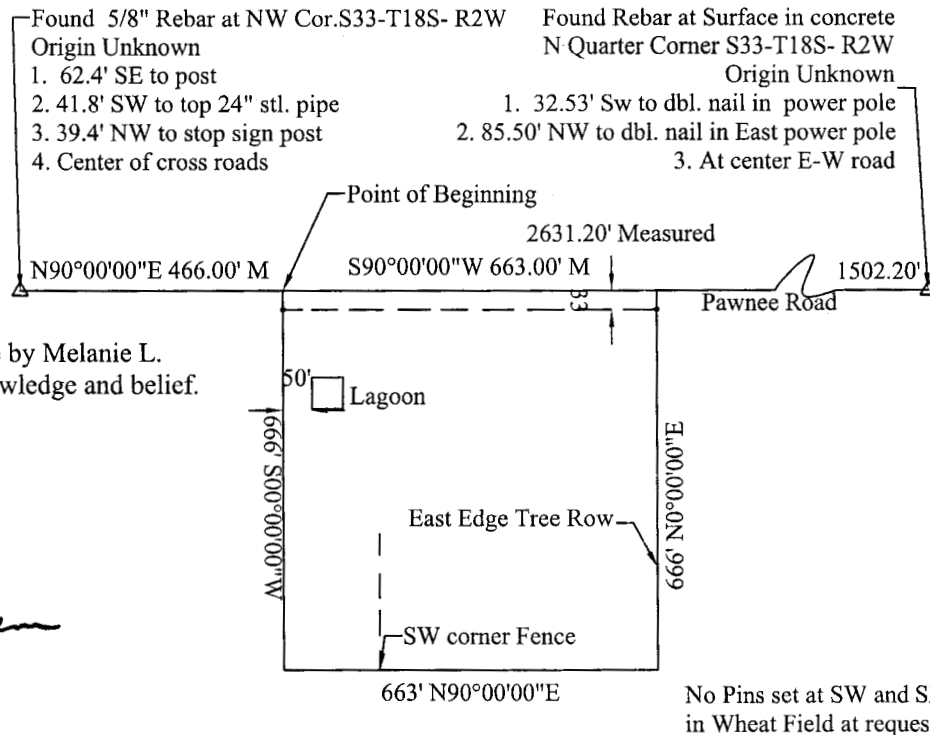 Found 5/8" Rebar at NW Cor.S33-T18S- R2W
Origin Unknown
1. 62.4' SE to post
2. 41.8' SW to top 24" stl. pipe
3. 39.4' NW to stop sign post
4. Center of cross roads
Found Rebar at Surface in concrete
N Quarter Corner S33-T18S- R2W
Origin Unknown
1. 32.53' Sw to dbl. nail in power pole
2. 85.50' NW to dbl. nail in East power pole
3. At center E-W road
Point of Beginning
2631.20' Measured
N90°00'00"E 466.00' M
S90°00'00"W 663.00' M
1502.20'
33
Pawnee Road
by Melanie L.
wledge and belief.
50'
Lagoon
666' S00°00'00"W
666' N0°00'00"E
East Edge Tree Row
SW corner Fence
663' N90°00'00"E
No Pins set at SW and
in Wheat Field at reques